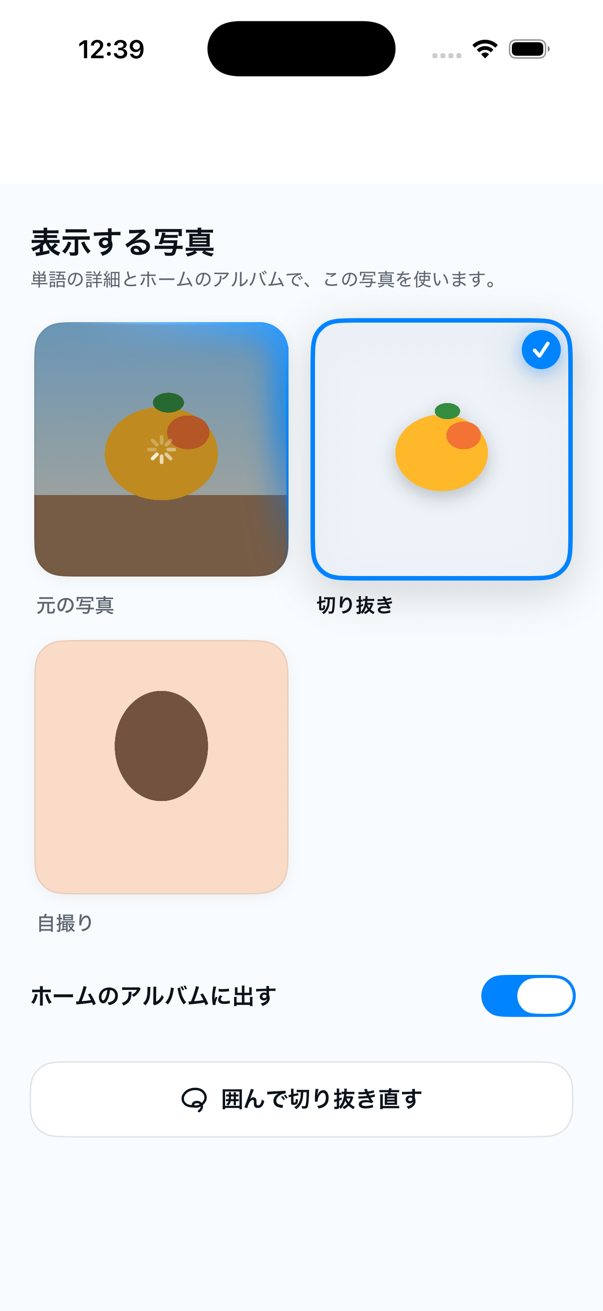 12:39
表示する写真
単語の詳細とホームのアルバムで、この写真を使います。
元の写真
切り抜き
自撮り
ホームのアルバムに出す
囲んで切り抜き直す